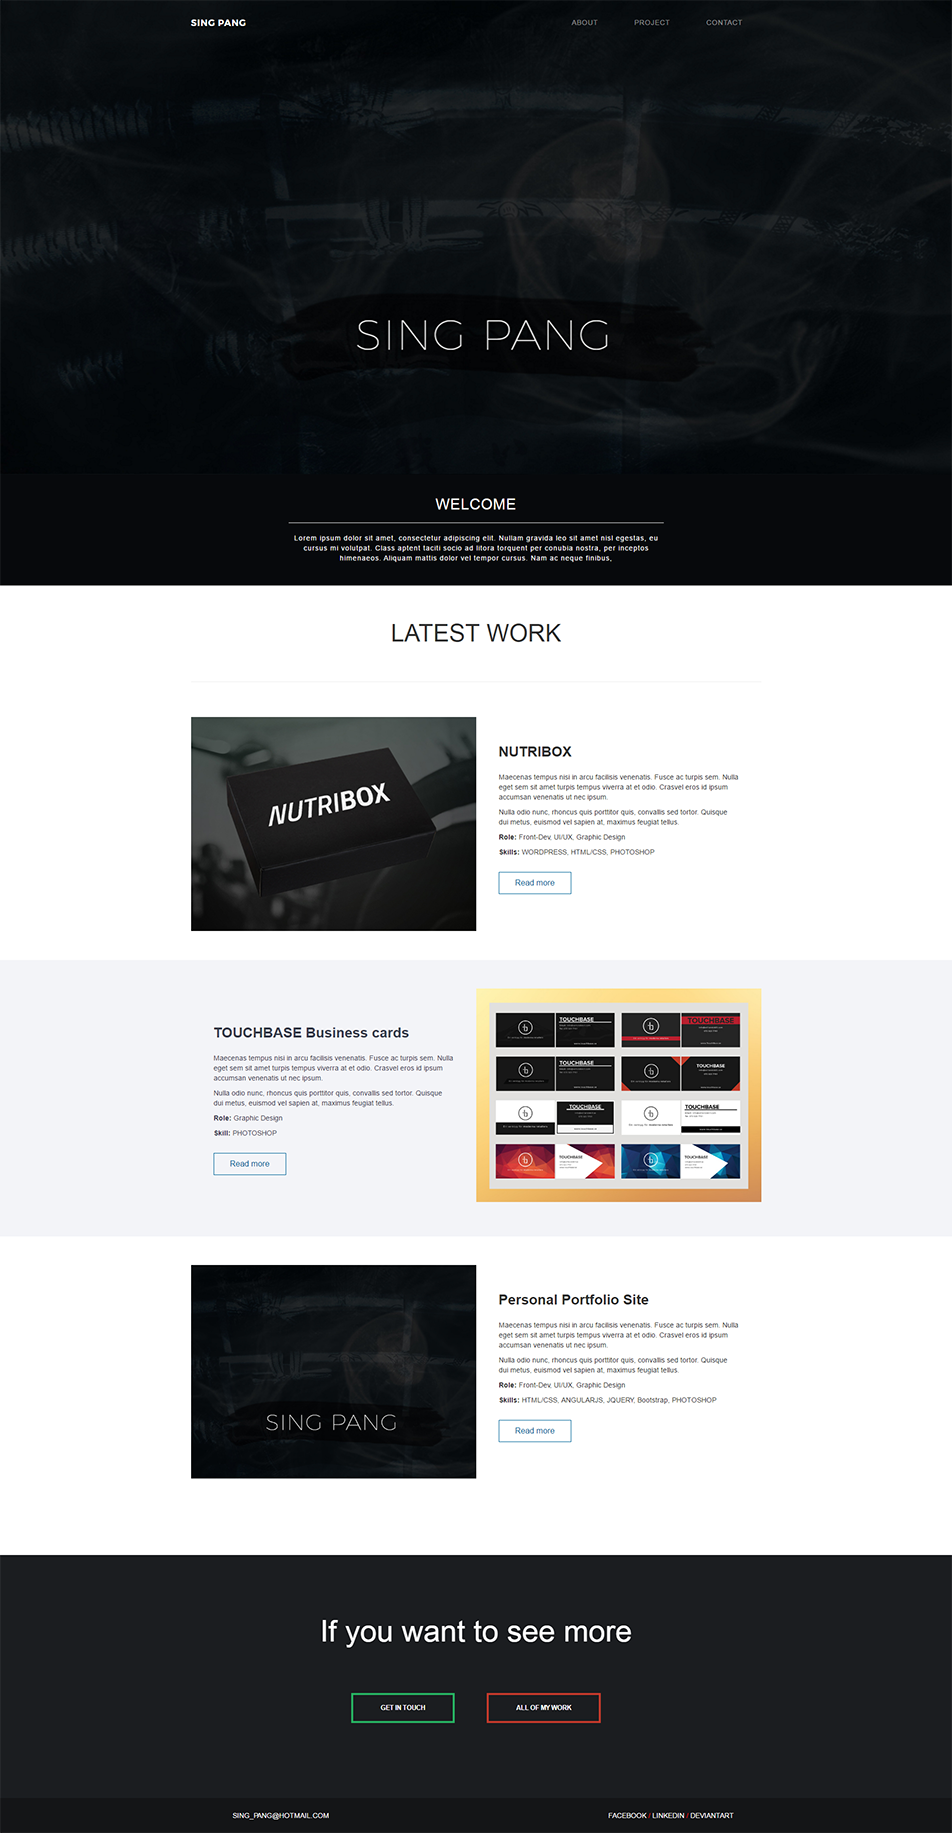 SING PANG
ABOUT PROJECT CONTACT
SING PANG
WELCOME
Lorem ipsum dolor sit amet, consectetur adipiscing elit. Nullam gravida leo sit amet nisl egestas, eu
cursus mi volutpat. Class aptent taciti socio ad litora torquent per conubia nostra, per inceptos
himenaeos. Aliquam mattis dolor vel tempor cursus. Nam ac neque finibus,
LATEST WORK
NUTRIBOX
NUTRIBOX
Maecenas tempus nisi in arcu facilisis venenatis. Fusce ac turpis sem. Nulla
eget sem sit amet turpis tempus viverra at et odio. Crasvel eros id ipsum
accumsan venenatis ut nec ipsum.
Nulla odio nunc, rhoncus quis porttitor quis, convallis sed tortor. Quisque
dui metus, euismod vel sapien at, maximus feugiat tellus.
Role: Front-Dev, UI/UX, Graphic Design
Skills: WORDPRESS, HTML/CSS, PHOTOSHOP
Read more
TOUCHBASE Business cards
Maecenas tempus nisi in arcu facilisis venenatis. Fusce ac turpis sem. Nulla
eget sem sit amet turpis tempus viverra at et odio. Crasvel eros id ipsum
accumsan venenatis ut nec ipsum.
Nulla odio nunc, rhoncus quis porttitor quis, convallis sed tortor. Quisque
dui metus, euismod vel sapien at, maximus feugiat tellus.
Role: Graphic Design
Skill: PHOTOSHOP
Read more
TOUCHBASE
TOUCHBASE
TOUCHBASE
TOUCHBASE
TOUCHBASE
TOUCHBASE
TOUCHBASE
TOUCHBASE
SING PANG
Personal Portfolio Site
Maecenas tempus nisi in arcu facilisis venenatis. Fusce ac turpis sem. Nulla
eget sem sit amet turpis tempus viverra at et odio. Crasvel eros id ipsum
accumsan venenatis ut nec ipsum.
Nulla odio nunc, rhoncus quis porttitor quis, convallis sed tortor. Quisque
dui metus, euismod vel sapien at, maximus feugiat tellus.
Role: Front-Dev, UI/UX, Graphic Design
Skills: HTML/CSS, ANGULARJS, JQUERY, Bootstrap, PHOTOSHOP
Read more
If you want to see more
GET IN TOUCH
ALL OF MY WORK
SING_PANG@HOTMAIL.COM
FACEBOOK / LINKEDIN / DEVIANTART